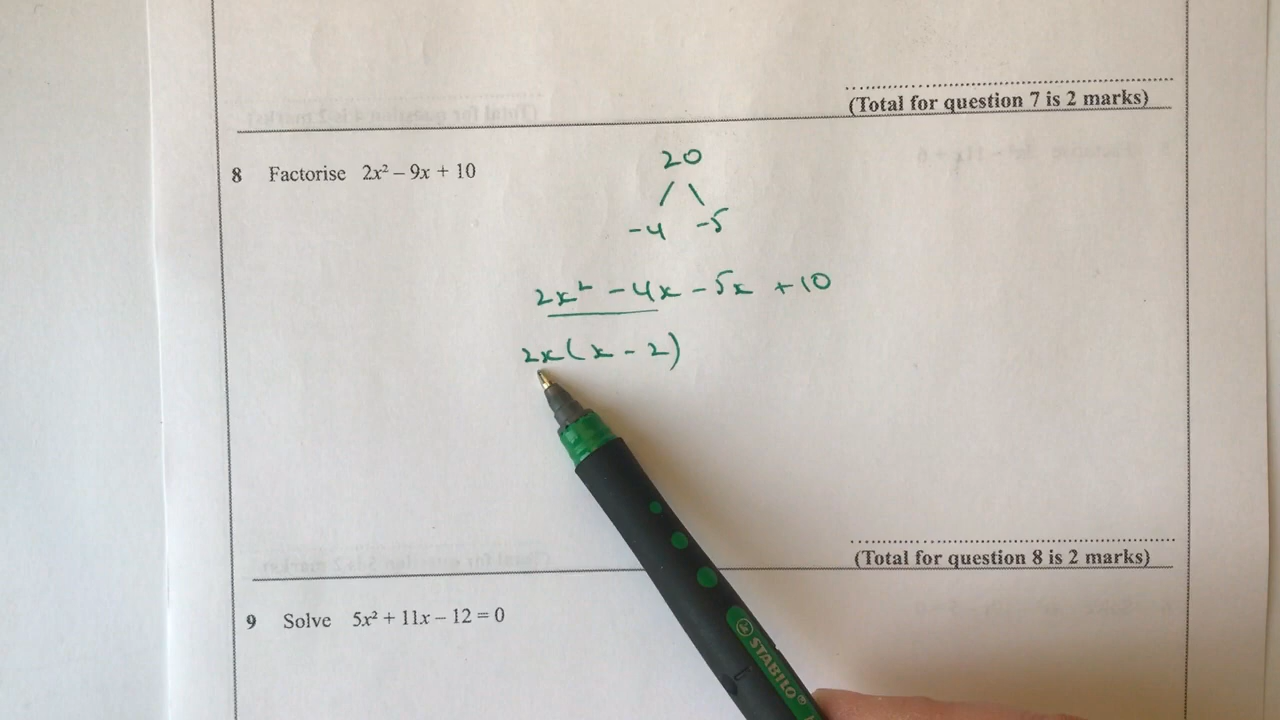 (Total for question 7 is 2 marks)
8 Factorise 2x² – 9x + 10
20
-4 -5
2x² - 4x - 5x + 10
2x(x - 2)
(Total for question 8 is 2 marks)
9 Solve 5x² + 11x – 12 = 0
STABILO®